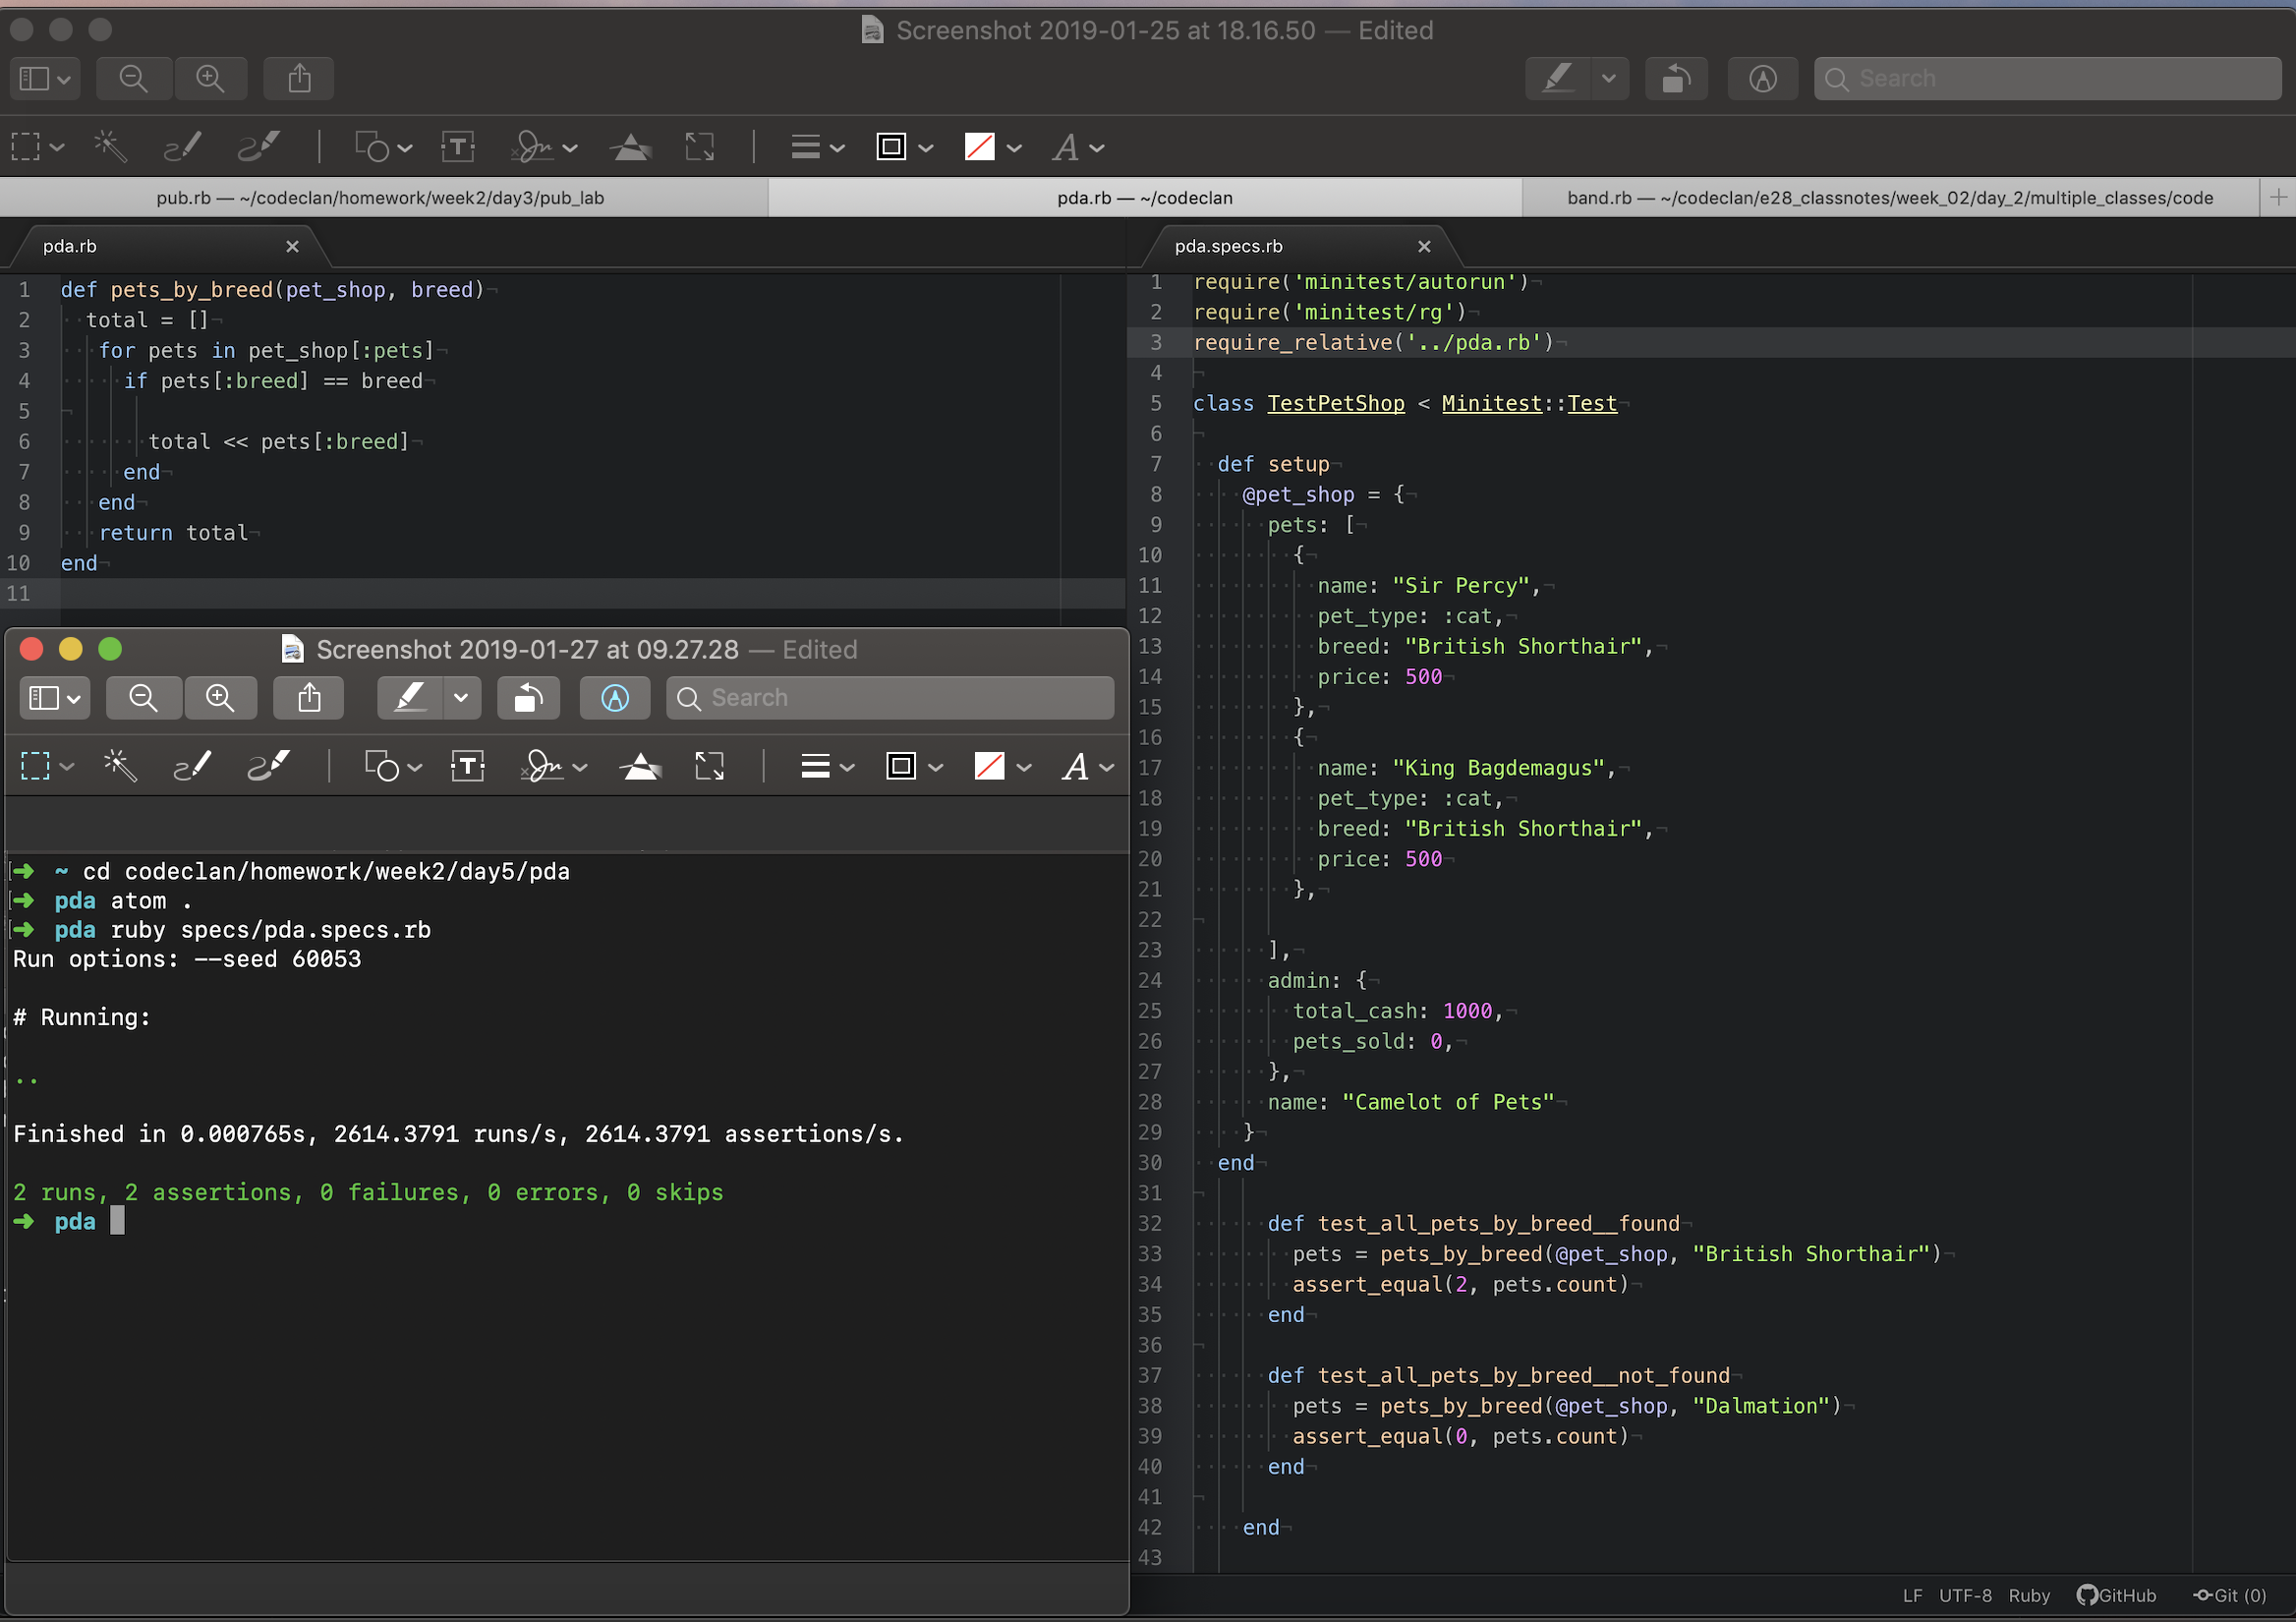 Screenshot 2019-01-25 at 18.16.50 — Edited
Search
pub.rb — ~/codeclan/homework/week2/day3/pub_lab
pda.rb — ~/codeclan
band.rb — ~/codeclan/e28_classnotes/week_02/day_2/multiple_classes/code
pda.rb
1 def pets_by_breed(pet_shop, breed)
2 total = []
3 for pets in pet_shop[:pets]
4 if pets[:breed] == breed
5
6 total << pets[:breed]
7 end
8 end
9 return total
10 end
11
Screenshot 2019-01-27 at 09.27.28 — Edited
Search
~ cd codeclan/homework/week2/day5/pda
pda atom .
pda ruby specs/pda.specs.rb
Run options: --seed 60053
# Running:
..
Finished in 0.000765s, 2614.3791 runs/s, 2614.3791 assertions/s.
2 runs, 2 assertions, 0 failures, 0 errors, 0 skips
pda
pda.specs.rb
1 require('minitest/autorun')
2 require('minitest/rg')
3 require_relative('../pda.rb')
4
5 class TestPetShop < Minitest::Test
6
7 def setup
8 @pet_shop = {
9 pets: [
10 {
11 name: "Sir Percy",
12 pet_type: :cat,
13 breed: "British Shorthair",
14 price: 500
15 },
16 {
17 name: "King Bagdemagus",
18 pet_type: :cat,
19 breed: "British Shorthair",
20 price: 500
21 },
22
23 ],
24 admin: {
25 total_cash: 1000,
26 pets_sold: 0,
27 },
28 name: "Camelot of Pets"
29 }
30 end
31
32 def test_all_pets_by_breed__found
33 pets = pets_by_breed(@pet_shop, "British Shorthair")
34 assert_equal(2, pets.count)
35 end
36
37 def test_all_pets_by_breed__not_found
38 pets = pets_by_breed(@pet_shop, "Dalmation")
39 assert_equal(0, pets.count)
40 end
41
42 end
43
LF UTF-8 Ruby GitHub Git (0)